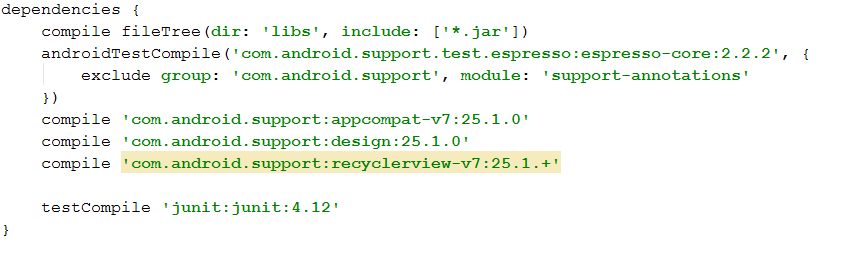 dependencies {
    compile fileTree(dir: 'libs', include: ['*.jar'])
    androidTestCompile('com.android.support.test.espresso:espresso-core:2.2.2', {
        exclude group: 'com.android.support', module: 'support-annotations'
    })
    compile 'com.android.support:appcompat-v7:25.1.0'
    compile 'com.android.support:design:25.1.0'
    compile 'com.android.support:recyclerview-v7:25.1.+'

    testCompile 'junit:junit:4.12'
}